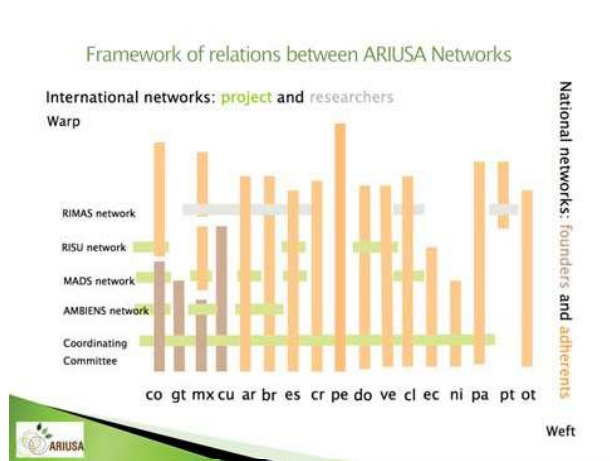 Framework of relations between ARIUSA Networks
International networks: project and researchers
Warp
RIMAS network
RISU network
MADS network
AMBIENS network
Coordinating
Committee
co gt mx cu ar br es cr pe do ve cl ec ni pa pt ot
National networks: founders and adherents
Weft
ARIUSA